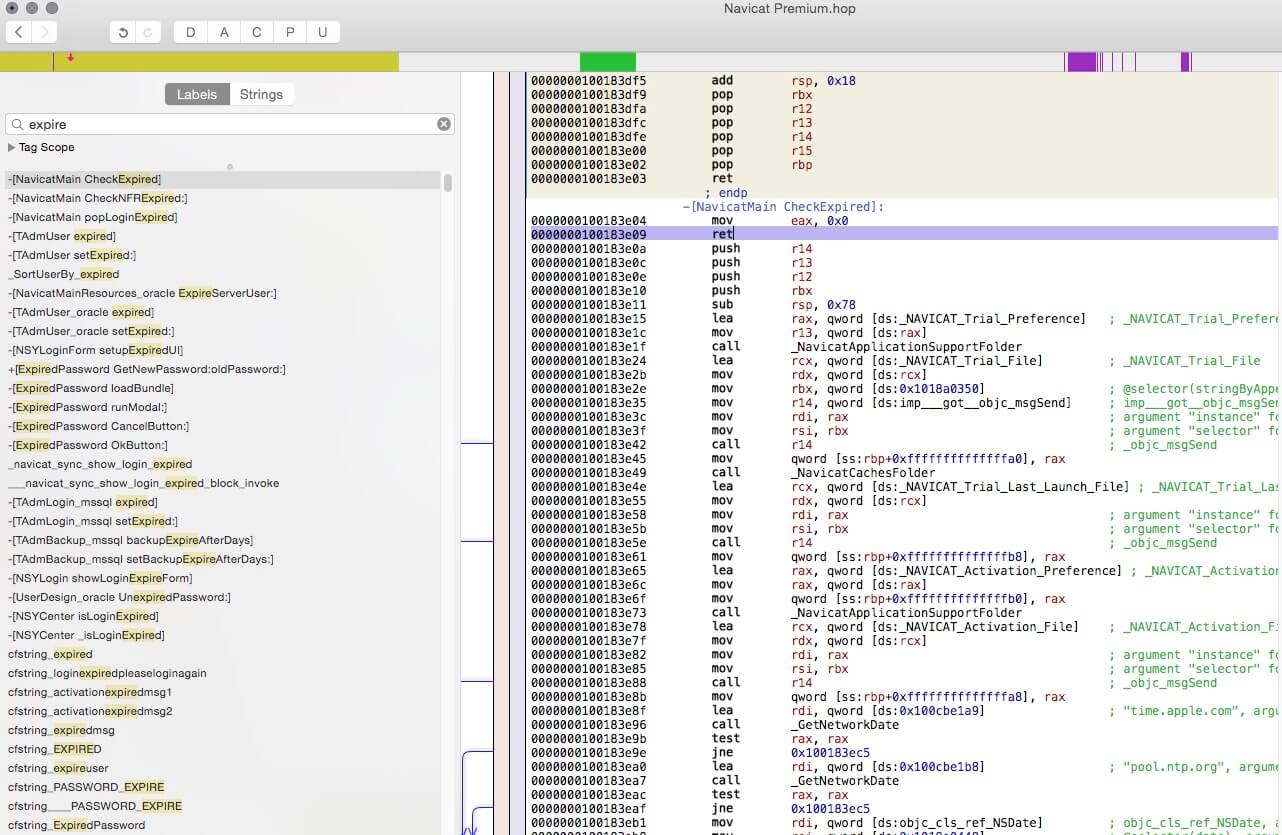 Navicat Premium.hop
D A C P U
Labels Strings
expire
Tag Scope
-[NavicatMain CheckExpired]
-[NavicatMain CheckNFRExpired:]
-[NavicatMain popLoginExpired]
-[TAdmUser expired]
-[TAdmUser setExpired:]
_SortUserBy_expired
-[NavicatMainResources_oracle ExpireServerUser:]
-[TAdmUser_oracle expired]
-[TAdmUser_oracle setExpired:]
-[NSYLoginForm setupExpiredUI]
+[ExpiredPassword GetNewPassword:oldPassword:]
-[ExpiredPassword loadBundle]
-[ExpiredPassword runModal:]
-[ExpiredPassword CancelButton:]
-[ExpiredPassword OkButton:]
_navicat_sync_show_login_expired
___navicat_sync_show_login_expired_block_invoke
-[TAdmLogin_mssql expired]
-[TAdmLogin_mssql setExpired:]
-[TAdmBackup_mssql backupExpireAfterDays]
-[TAdmBackup_mssql setBackupExpireAfterDays:]
-[NSYLogin showLoginExpireForm]
-[UserDesign_oracle UnexpiredPassword:]
-[NSYCenter isLoginExpired]
-[NSYCenter _isLoginExpired]
cfstring_expired
cfstring_loginexpiredpleaseloginagain
cfstring_activationexpiredmsg1
cfstring_activationexpiredmsg2
cfstring_expiredmsg
cfstring_EXPIRED
cfstring_expireuser
cfstring_PASSWORD_EXPIRE
cfstring____PASSWORD_EXPIRE
cfstring_ExpiredPassword
0000000100183df5 add rsp, 0x18
0000000100183df9 pop rbx
0000000100183dfa pop r12
0000000100183dfc pop r13
0000000100183dfe pop r14
0000000100183e00 pop r15
0000000100183e02 pop rbp
0000000100183e03 ret
; endp
-[NavicatMain CheckExpired]:
0000000100183e04 mov eax, 0x0
0000000100183e09 ret
0000000100183e0a push r14
0000000100183e0c push r13
0000000100183e0e push r12
0000000100183e10 push rbx
0000000100183e11 sub rsp, 0x78
0000000100183e15 lea rax, qword [ds:_NAVICAT_Trial_Preference] ; _NAVICAT_Trial_Prefere
0000000100183e1c mov r13, qword [ds:rax]
0000000100183e1f call _NavicatApplicationSupportFolder
0000000100183e24 lea rcx, qword [ds:_NAVICAT_Trial_File] ; _NAVICAT_Trial_File
0000000100183e2b mov rdx, qword [ds:rcx]
0000000100183e2e mov rbx, qword [ds:0x1018a0350] ; @selector(stringByAppe
0000000100183e35 mov r14, qword [ds:imp___got__objc_msgSend] ; imp___got__objc_msgSen
0000000100183e3c mov rdi, rax ; argument "instance" fo
0000000100183e3f mov rsi, rbx ; argument "selector" fo
0000000100183e42 call r14 ; _objc_msgSend
0000000100183e45 mov qword [ss:rbp+0xffffffffffffffa0], rax
0000000100183e49 call _NavicatCachesFolder
0000000100183e4e lea rcx, qword [ds:_NAVICAT_Trial_Last_Launch_File] ; _NAVICAT_Trial_Las
0000000100183e55 mov rdx, qword [ds:rcx]
0000000100183e58 mov rdi, rax ; argument "instance" fo
0000000100183e5b mov rsi, rbx ; argument "selector" fo
0000000100183e5e call r14 ; _objc_msgSend
0000000100183e61 mov qword [ss:rbp+0xffffffffffffffb8], rax
0000000100183e65 lea rax, qword [ds:_NAVICAT_Activation_Preference] ; _NAVICAT_Activation
0000000100183e6c mov rax, qword [ds:rax]
0000000100183e6f mov qword [ss:rbp+0xffffffffffffffb0], rax
0000000100183e73 call _NavicatApplicationSupportFolder
0000000100183e78 lea rcx, qword [ds:_NAVICAT_Activation_File] ; _NAVICAT_Activation_Fi
0000000100183e7f mov rdx, qword [ds:rcx]
0000000100183e82 mov rdi, rax ; argument "instance" fo
0000000100183e85 mov rsi, rbx ; argument "selector" fo
0000000100183e88 call r14 ; _objc_msgSend
0000000100183e8b mov qword [ss:rbp+0xffffffffffffffa8], rax
0000000100183e8f lea rdi, qword [ds:0x100cbe1a9] ; "time.apple.com", argu
0000000100183e96 call _GetNetworkDate
0000000100183e9b test rax, rax
0000000100183e9e jne 0x100183ec5
0000000100183ea0 lea rdi, qword [ds:0x100cbe1b8] ; "pool.ntp.org", argume
0000000100183ea7 call _GetNetworkDate
0000000100183eac test rax, rax
0000000100183eaf jne 0x100183ec5
0000000100183eb1 mov rdi, qword [ds:objc_cls_ref_NSDate] ; objc_cls_ref_NSDate, a